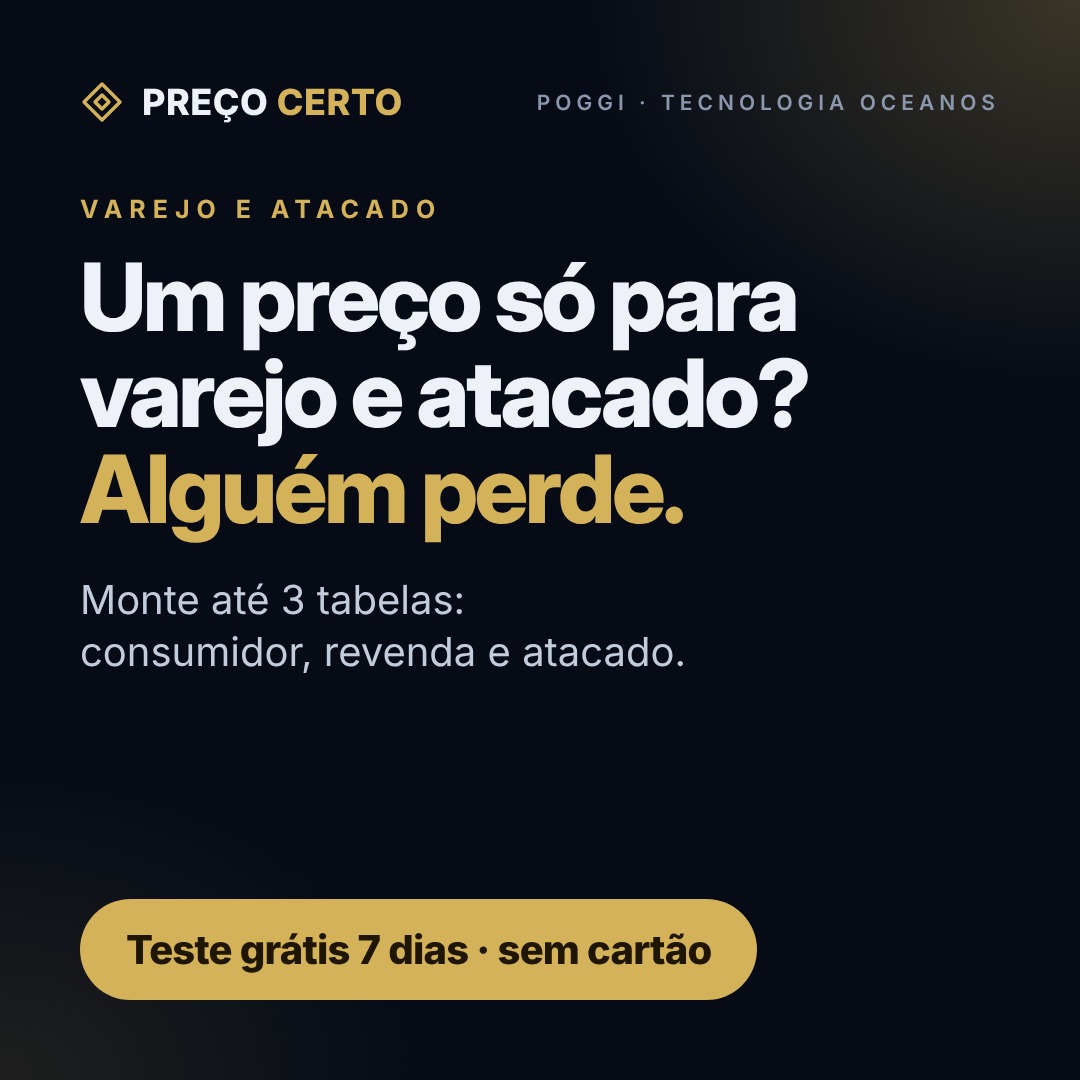 PREÇO CERTO
POGGI · TECNOLOGIA OCEANOS
VAREJO E ATACADO
Um preço só para
varejo e atacado?
Alguém perde.
Monte até 3 tabelas:
consumidor, revenda e atacado.
Teste grátis 7 dias · sem cartão